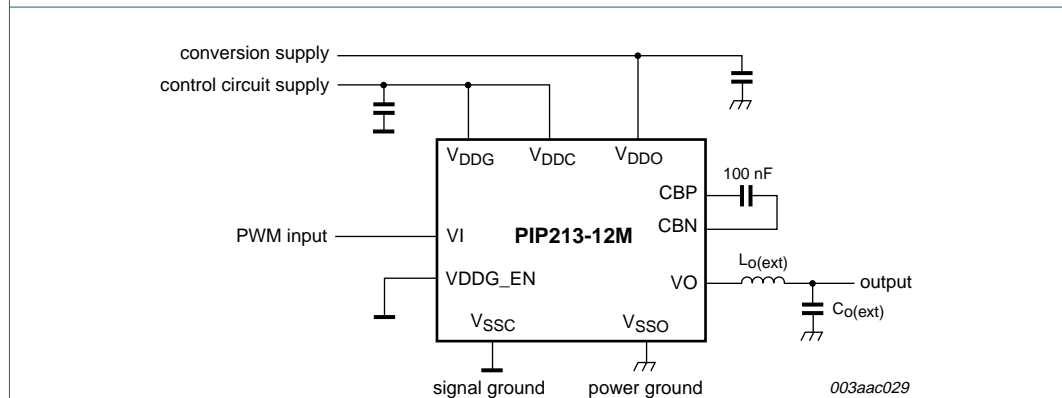 conversion supply
control circuit supply
VDDG VDDC VDDO
100 nF
CBP
CBN
PWM input VI PIP213-12M
VDDG_EN
VO Lo(ext) output
Co(ext)
VSSC VSSO
signal ground power ground
003aac029